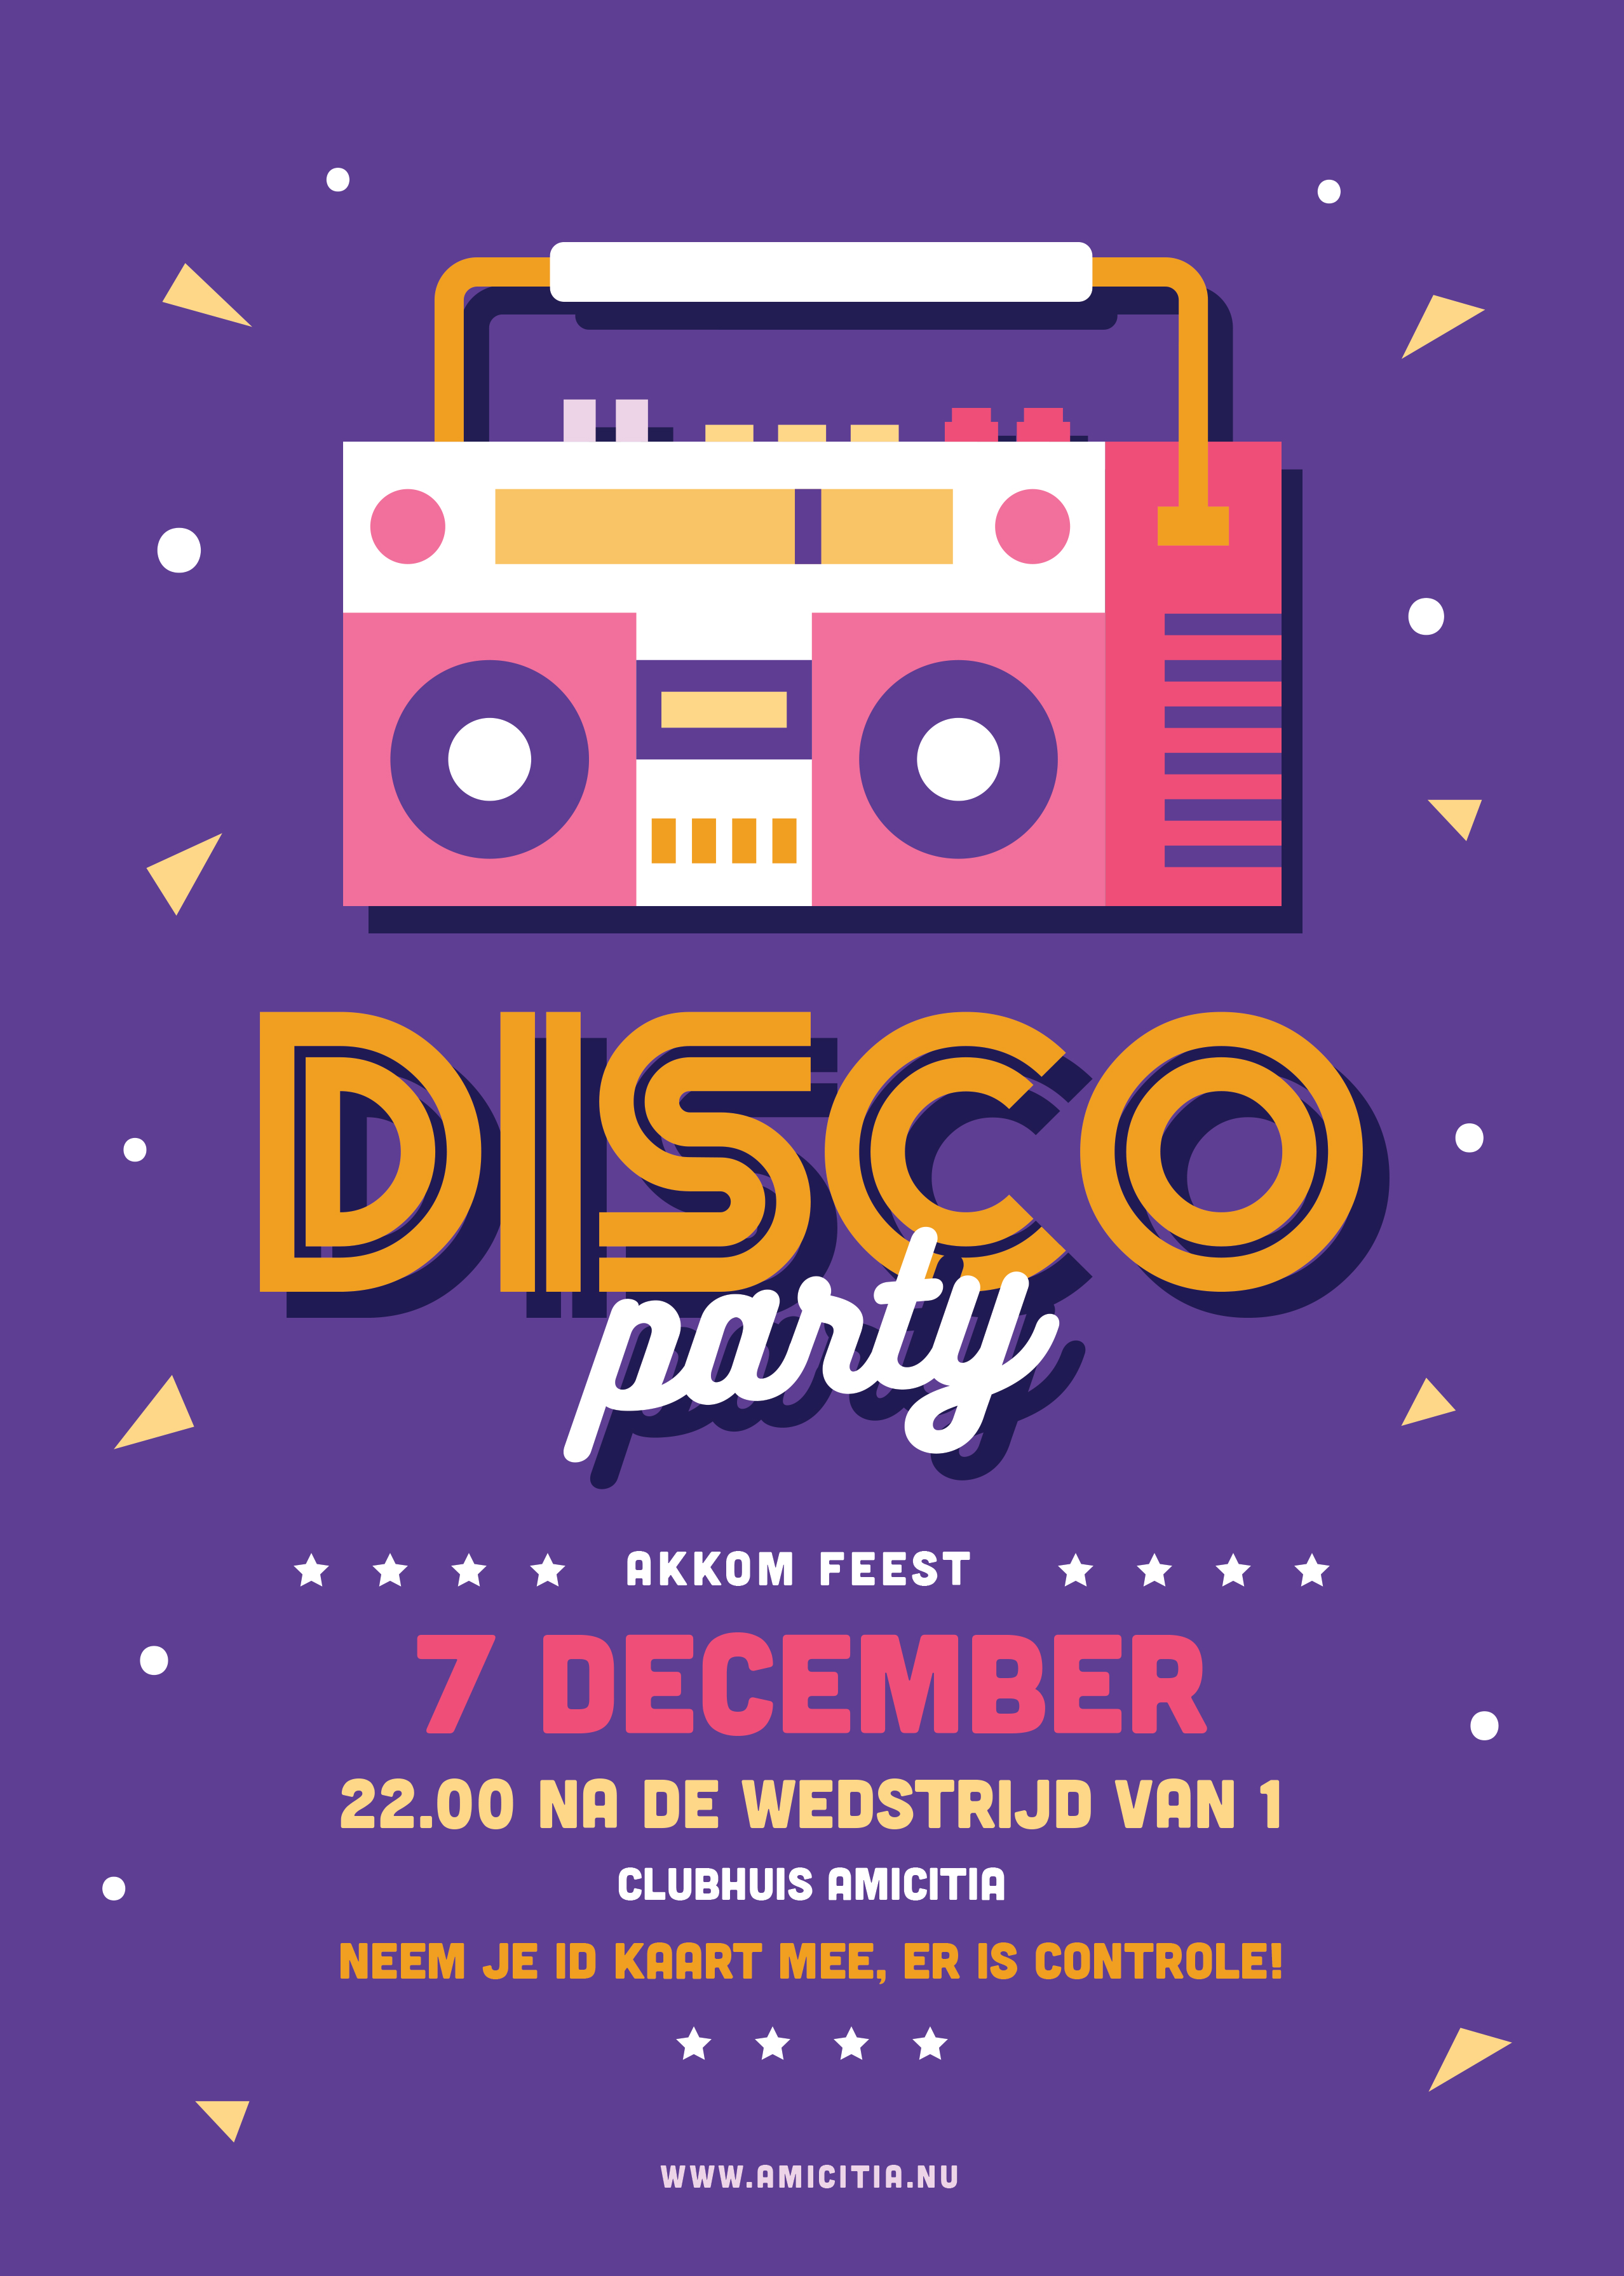 DISCO
party
AKKOM FEEST
7 DECEMBER
22.00 NA DE WEDSTRIJD VAN 1
CLUBHUIS AMICITIA
NEEM JE ID KAART MEE, ER IS CONTROLE!
WWW.AMICITIA.NU